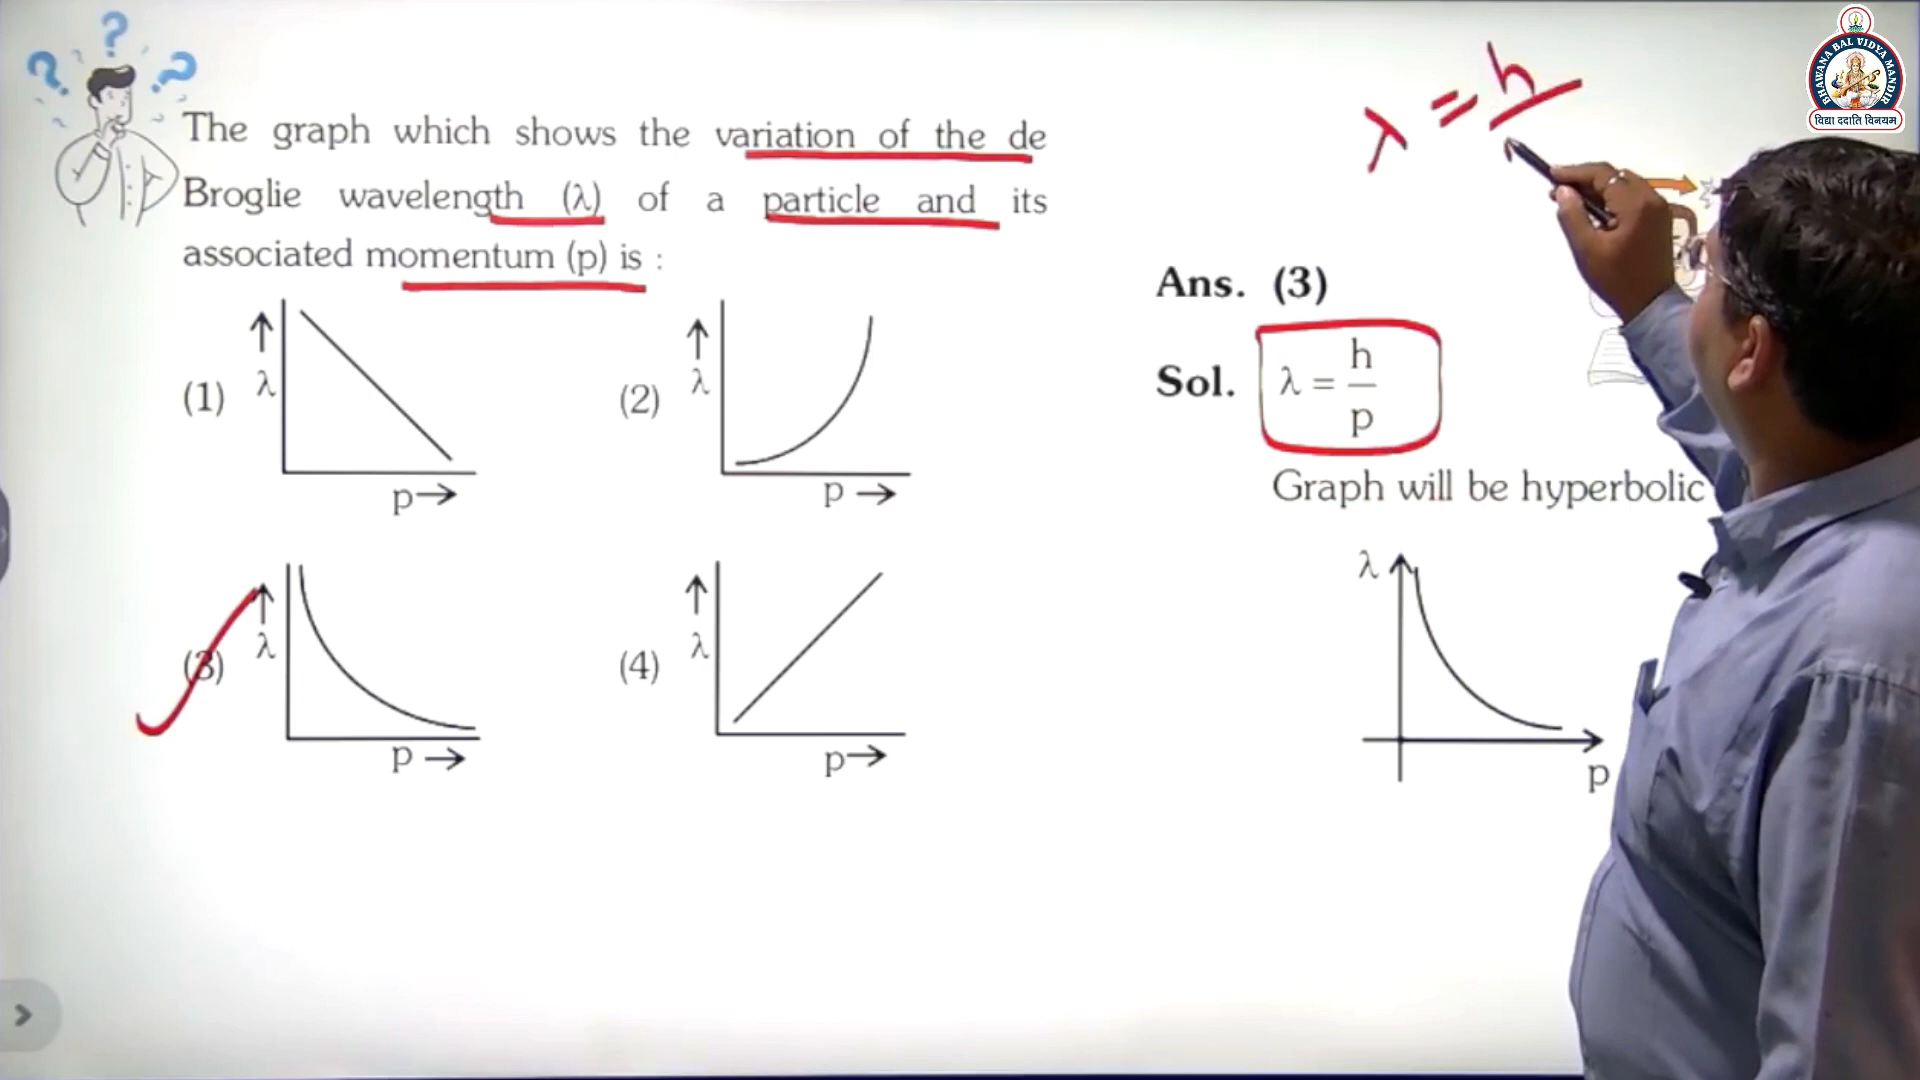 ? ? ?
The graph which shows the variation of the de
Broglie wavelength (λ) of a particle and its
associated momentum (p) is :
(1) ↑ λ p→
(2) ↑ λ p→
(3) ↑ λ p→
(4) ↑ λ p→
λ = h
Ans. (3)
Sol. λ = h/p
Graph will be hyperbolic
λ
p
BHAWANA BAL VIDYA MANDIR
विद्या ददाति विनयम
>